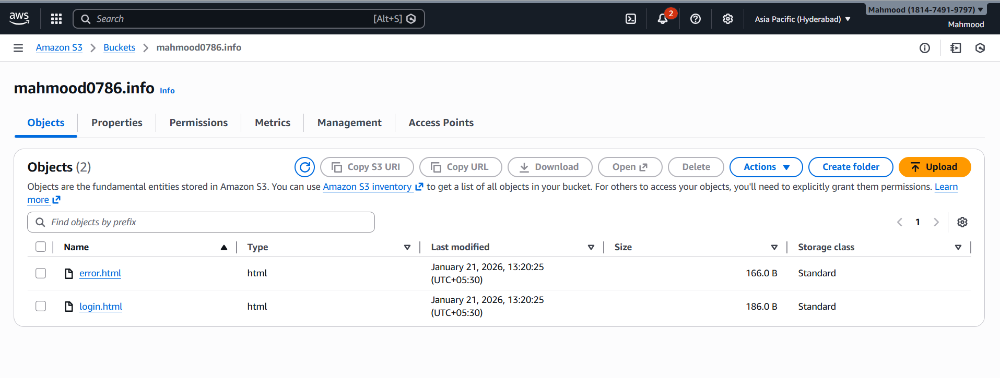 aws
Search [Alt+S]
2
Asia Pacific (Hyderabad)
Mahmood (1814-7491-9797)
Mahmood
Amazon S3 Buckets mahmood0786.info
mahmood0786.info Info
Objects Properties Permissions Metrics Management Access Points
Objects (2)
Copy S3 URI Copy URL Download Open Delete Actions Create folder Upload
Objects are the fundamental entities stored in Amazon S3. You can use Amazon S3 inventory to get a list of all objects in your bucket. For others to access your objects, you'll need to explicitly grant them permissions. Learn
more
Find objects by prefix
1
Name Type Last modified Size Storage class
error.html html January 21, 2026, 13:20:25 166.0 B Standard
(UTC+05:30)
login.html html January 21, 2026, 13:20:25 186.0 B Standard
(UTC+05:30)